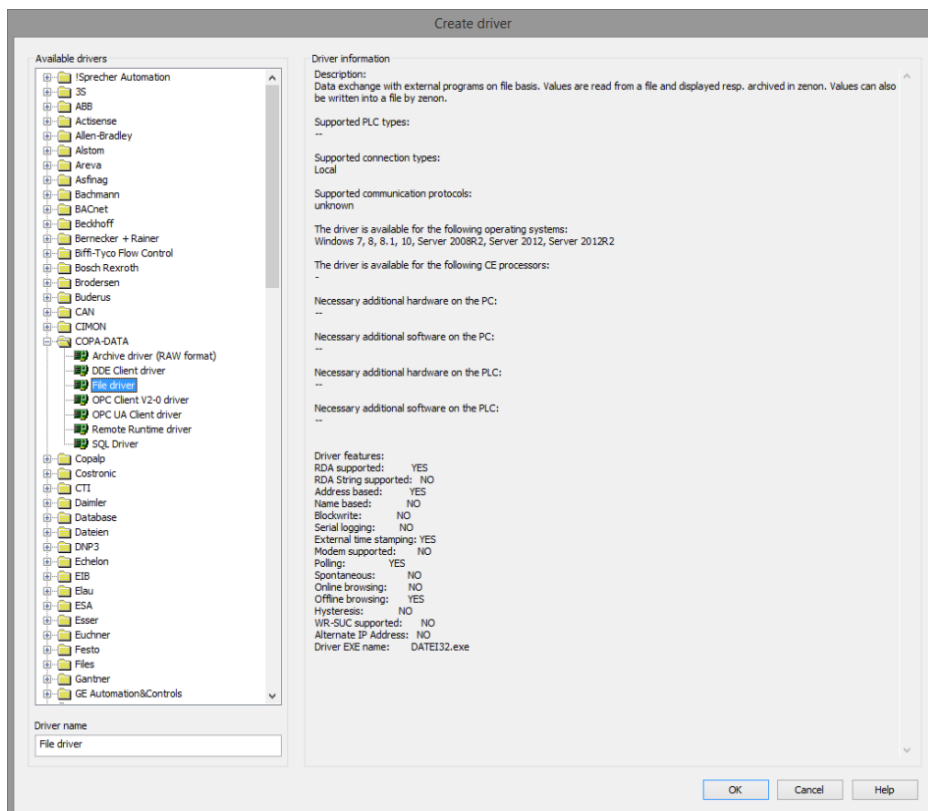 Create driver
Available drivers
!Sprecher Automation
3S
ABB
Actisense
Allen-Bradley
Alstom
Areva
Asfinag
Bachmann
BACnet
Beckhoff
Bernecker + Rainer
Biffi-Tyco Flow Control
Bosch Rexroth
Brodersen
Buderus
CAN
CIMON
COPA-DATA
Archive driver (RAW format)
DDE Client driver
File driver
OPC Client V2-0 driver
OPC UA Client driver
Remote Runtime driver
SQL Driver
Copalp
Costronic
CTI
Daimler
Database
Dateien
DNP3
Echelon
EIB
Elau
ESA
Esser
Euchner
Festo
Files
Gantner
GE Automation&Controls
Driver name
File driver
Driver information
Description:
Data exchange with external programs on file basis. Values are read from a file and displayed resp. archived in zenon. Values can also
be written into a file by zenon.
Supported PLC types:
--
Supported connection types:
Local
Supported communication protocols:
unknown
The driver is available for the following operating systems:
Windows 7, 8, 8.1, 10, Server 2008R2, Server 2012, Server 2012R2
The driver is available for the following CE processors:
-
Necessary additional hardware on the PC:
--
Necessary additional software on the PC:
--
Necessary additional hardware on the PLC:
--
Necessary additional software on the PLC:
--
Driver features:
RDA supported: YES
RDA String supported: NO
Address based: YES
Name based: NO
Blockwrite: NO
Serial logging: NO
External time stamping: YES
Modem supported: NO
Polling: YES
Spontaneous: NO
Online browsing: NO
Offline browsing: YES
Hysteresis: NO
WR-SUC supported: NO
Alternate IP Address: NO
Driver EXE name: DATEI32.exe
OK
Cancel
Help